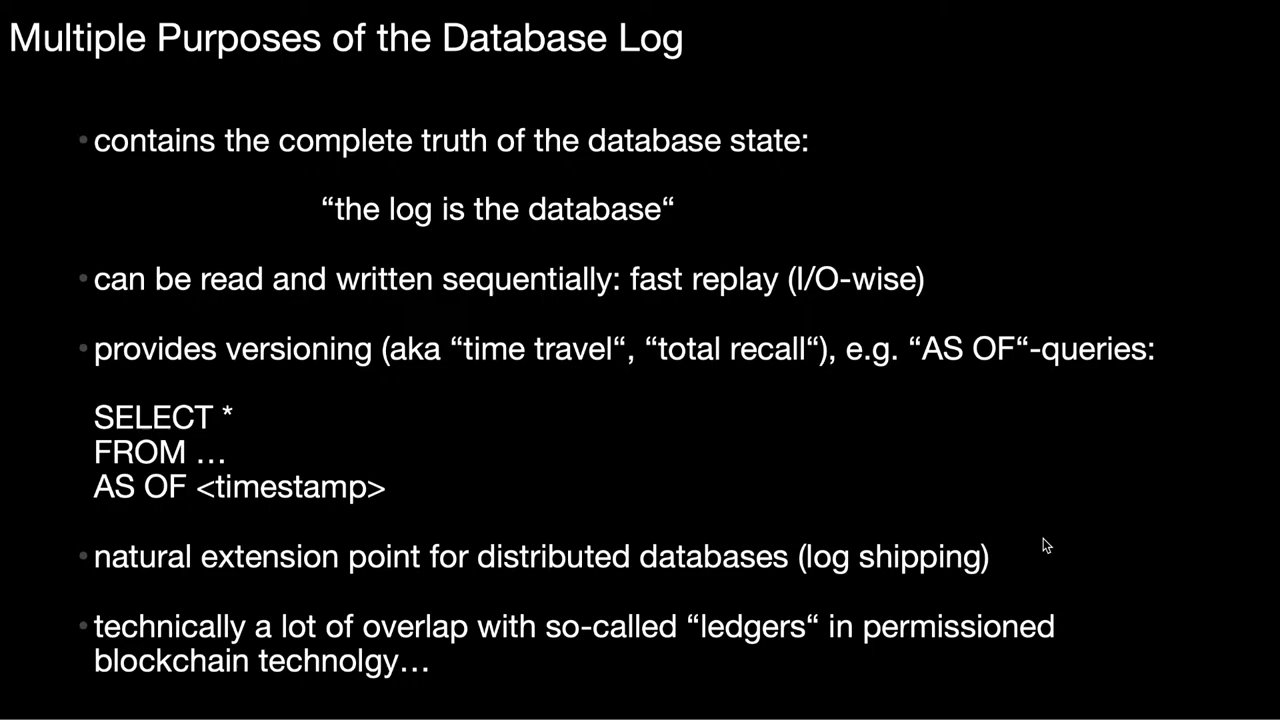 Multiple Purposes of the Database Log
• contains the complete truth of the database state:
“the log is the database“
• can be read and written sequentially: fast replay (I/O-wise)
• provides versioning (aka “time travel“, “total recall“), e.g. “AS OF“-queries:
SELECT *
FROM …
AS OF <timestamp>
• natural extension point for distributed databases (log shipping)
• technically a lot of overlap with so-called “ledgers“ in permissioned
blockchain technolgy…